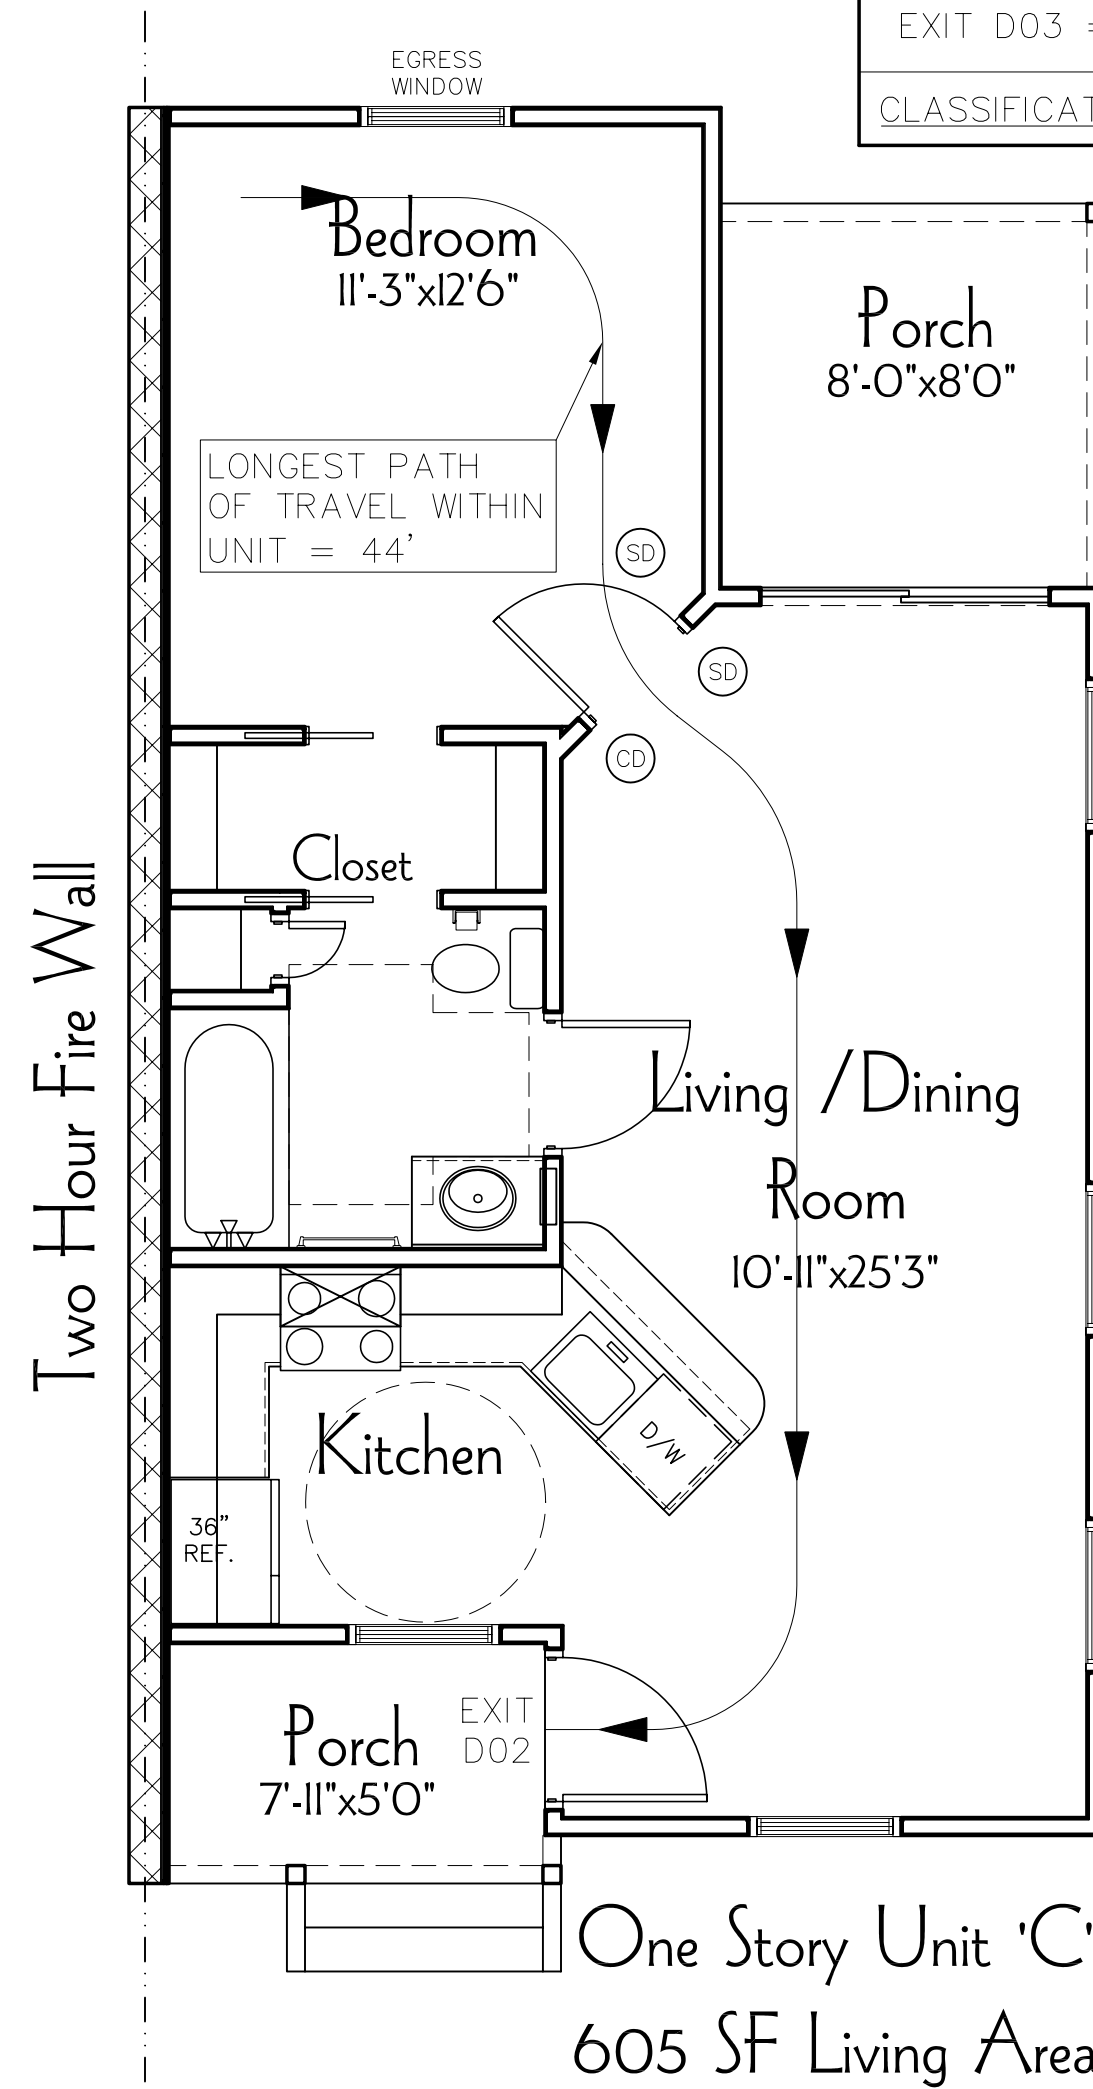 EXIT D03 =
CLASSIFICAT
EGRESS
WINDOW
Bedroom
11'-3"x12'6"
Porch
8'-0"x8'0"
LONGEST PATH
OF TRAVEL WITHIN
UNIT = 44'
SD
SD
CD
Closet
Two Hour Fire Wall
Living /Dining
Room
10'-11"x25'3"
Kitchen
D/W
36"
REF.
Porch
7'-11"x5'0"
EXIT
D02
One Story Unit 'C'
605 SF Living Area